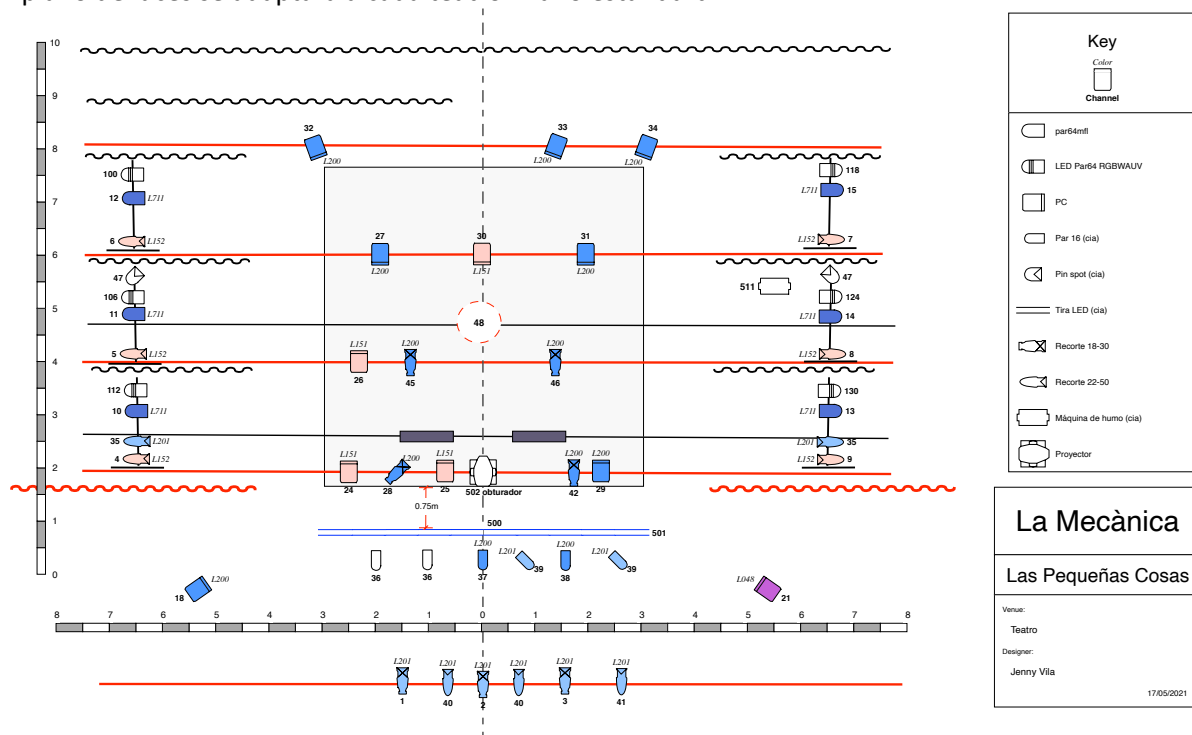 10
9
32 33 34
8
L200 L200 L200
Key
Color
Channel
par64mfl
LED Par64 RGBWAUV
PC
Par 16 (cia)
Pin spot (cia)
Tira LED (cia)
Recorte 18-30
Recorte 22-50
Màquina de humo (cia)
Proyector
100 118
12 L711 L711 15
7
6 L152 27 30 31 L152 7
6
L200 L151 L200
47 47
511
106 124
5
11 L711 48 L711 14
L151 L200 L200
5 L152 L152 8
4
26 45 46
112 130
3
10 L711 L711 13
35 L201 L201 35
L151 L200 L151 L200 L200
4 L152 L152 9
2
24 28 25 502 obturador 42 29
0.75m
1
500
501
L200 L201 L200 L201
36 36 37 39 38 39
0
L200 L048
18 21
8 7 6 5 4 3 2 1 0 1 2 3 4 5 6 7 8
L201 L201 L201 L201 L201 L201
1 40 2 40 3 41
La Mecànica
Las Pequeñas Cosas
Venue:
Teatro
Designer:
Jenny Vila
17/05/2021